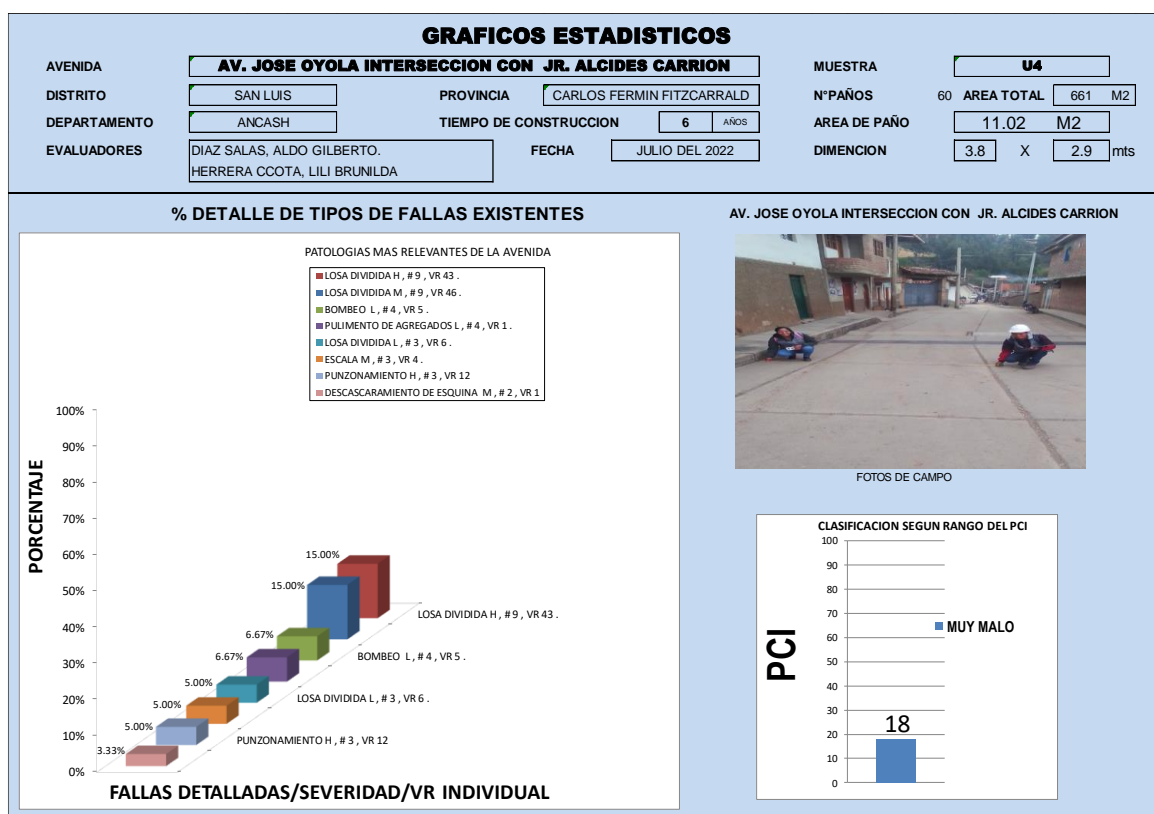 GRAFICOS ESTADISTICOS
AVENIDA AV. JOSE OYOLA INTERSECCION CON JR. ALCIDES CARRION MUESTRA U4
DISTRITO SAN LUIS PROVINCIA CARLOS FERMIN FITZCARRALD N°PAÑOS 60 AREA TOTAL 661 M2
DEPARTAMENTO ANCASH TIEMPO DE CONSTRUCCION 6 AÑOS AREA DE PAÑO 11.02 M2
EVALUADORES DIAZ SALAS, ALDO GILBERTO. FECHA JULIO DEL 2022 DIMENCION 3.8 X 2.9 mts
HERRERA CCOTA, LILI BRUNILDA
% DETALLE DE TIPOS DE FALLAS EXISTENTES
PATOLOGIAS MAS RELEVANTES DE LA AVENIDA
LOSA DIVIDIDA H , # 9 , VR 43 .
LOSA DIVIDIDA M , # 9 , VR 46 .
BOMBEO L , # 4 , VR 5 .
PULIMENTO DE AGREGADOS L , # 4 , VR 1 .
LOSA DIVIDIDA L , # 3 , VR 6 .
ESCALA M , # 3 , VR 4 .
PUNZONAMIENTO H , # 3 , VR 12
DESCASCARAMIENTO DE ESQUINA M , # 2 , VR 1
PORCENTAJE
100%
90%
80%
70%
60%
50%
40%
30%
20%
10%
0%
15.00%
15.00%
6.67%
6.67%
5.00%
5.00%
5.00%
3.33%
LOSA DIVIDIDA H , # 9 , VR 43 .
BOMBEO L , # 4 , VR 5 .
LOSA DIVIDIDA L , # 3 , VR 6 .
PUNZONAMIENTO H , # 3 , VR 12
FALLAS DETALLADAS/SEVERIDAD/VR INDIVIDUAL
AV. JOSE OYOLA INTERSECCION CON JR. ALCIDES CARRION
FOTOS DE CAMPO
CLASIFICACION SEGUN RANGO DEL PCI
PCI
100
90
80
70
60
50
40
30
20
10
0
18
MUY MALO